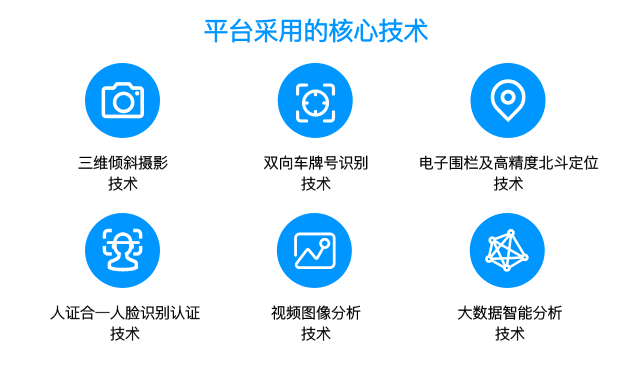 平台采用的核心技术
三维倾斜摄影
技术
双向车牌号识别
技术
电子围栏及高精度北斗定位
技术
人证合一人脸识别认证
技术
视频图像分析
技术
大数据智能分析
技术